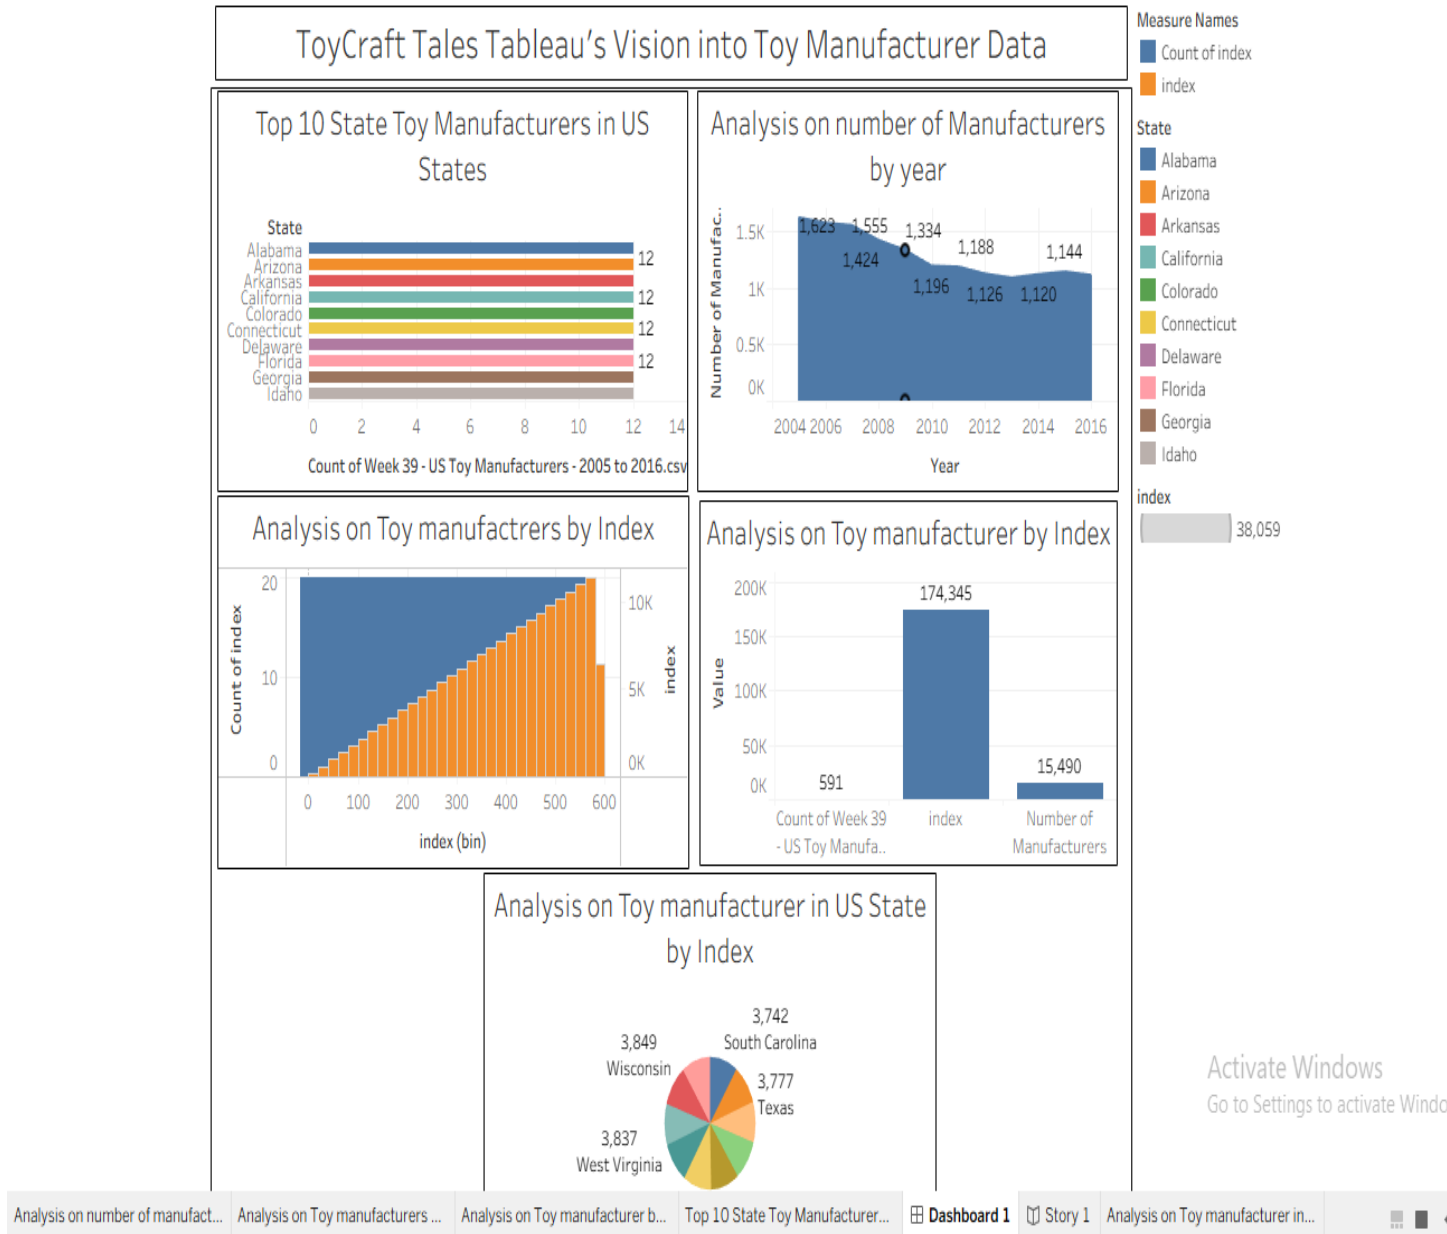 ToyCraft Tales Tableau's Vision into Toy Manufacturer Data
Top 10 State Toy Manufacturers in US
States
State
Alabama
Arizona
Arkansas
California
Colorado
Connecticut
Delaware
Florida
Georgia
Idaho
12
12
12
12
0 2 4 6 8 10 12 14
Count of Week 39 - US Toy Manufacturers - 2005 to 2016.csv
Analysis on number of Manufacturers
by year
Number of Manufac..
1.5K
1K
0.5K
0K
1,623 1,555 1,334
1,424 1,188 1,144
1,196 1,126 1,120
2004 2006 2008 2010 2012 2014 2016
Year
Analysis on Toy manufactrers by Index
Count of index
20
10
0
10K
5K
0K
index
0 100 200 300 400 500 600
index (bin)
Analysis on Toy manufacturer by Index
Value
200K
150K
100K
50K
0K
174,345
591
15,490
Count of Week 39
- US Toy Manufa..
index
Number of
Manufacturers
Analysis on Toy manufacturer in US State
by Index
3,742
South Carolina
3,849
Wisconsin
3,777
Texas
3,837
West Virginia
Measure Names
Count of index
index
State
Alabama
Arizona
Arkansas
California
Colorado
Connecticut
Delaware
Florida
Georgia
Idaho
index
38,059
Activate Windows
Go to Settings to activate Windo
Analysis on number of manufact... Analysis on Toy manufacturers ... Analysis on Toy manufacturer b... Top 10 State Toy Manufacturer... Dashboard 1 Story 1 Analysis on Toy manufacturer in...